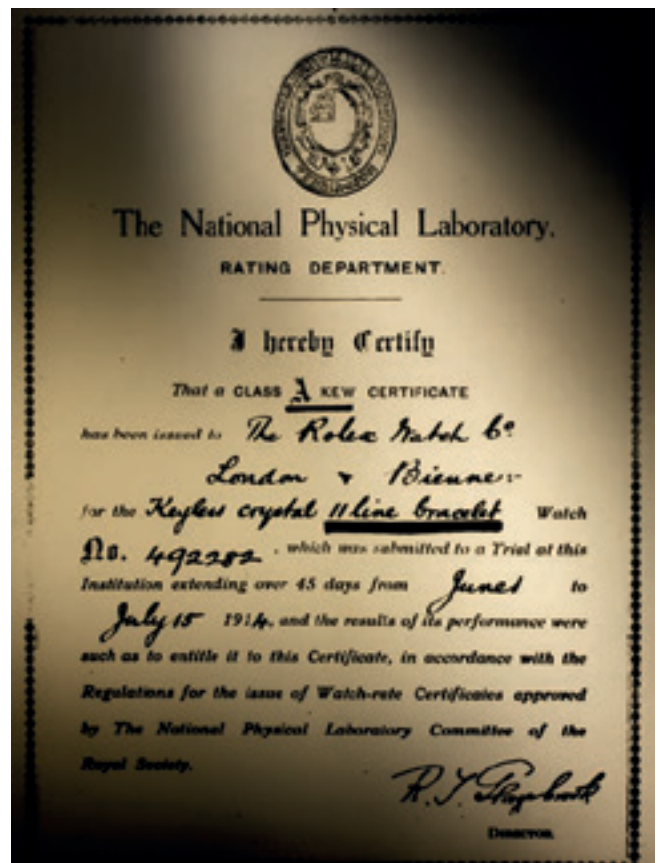 The National Physical Laboratory.
RATING DEPARTMENT.
I hereby Certify
That a CLASS A KEW CERTIFICATE
has been issued to The Rolex Watch Co
London & Bienne
for the Keyless crystal 11 line bracelet Watch
No. 492282, which was submitted to a Trial at this
Institution extending over 45 days from June 1 to
July 15 1914, and the results of its performance were
such as to entitle it to this Certificate, in accordance with the
Regulations for the issue of Watch-rate Certificates approved
by The National Physical Laboratory Committee of the
Royal Society.
DIRECTOR.